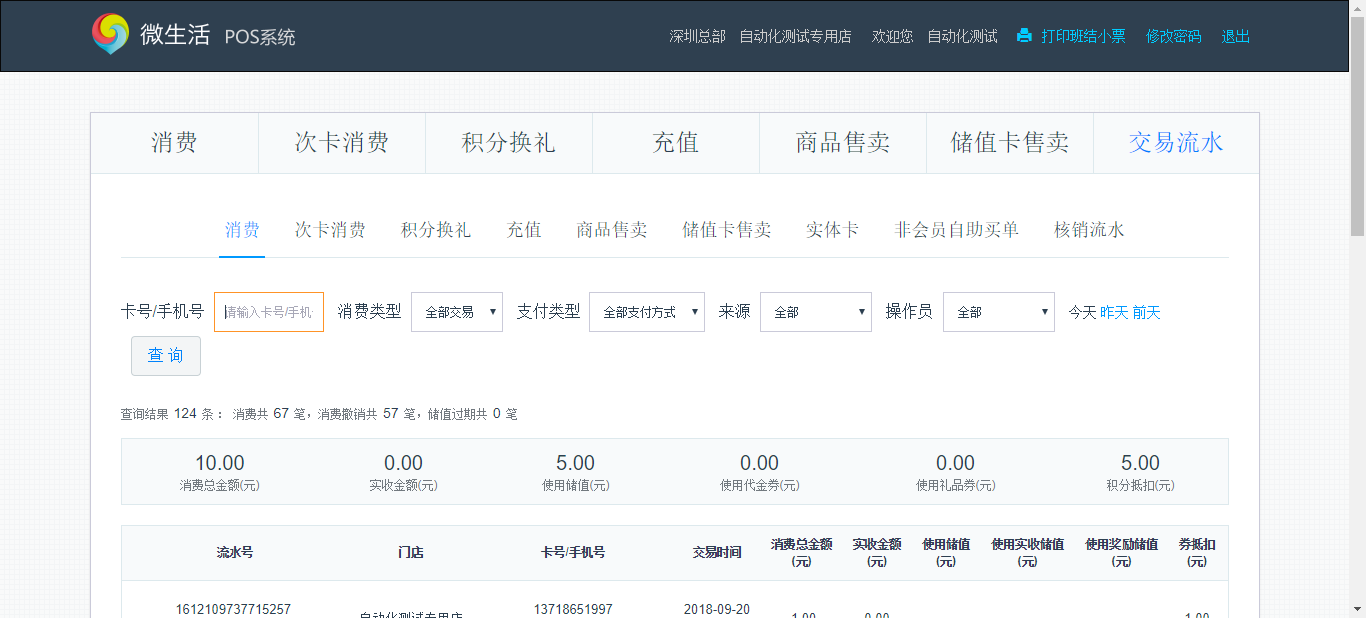 微生活 POS系统 深圳总部 自动化测试专用店 欢迎您 自动化测试 打印班结小票 修改密码 退出
消费 次卡消费 积分换礼 充值 商品售卖 储值卡售卖 交易流水
消费 次卡消费 积分换礼 充值 商品售卖 储值卡售卖 实体卡 非会员自助买单 核销流水
卡号/手机号 请输入卡号/手机 消费类型 全部交易 支付类型 全部支付方式 来源 全部 操作员 全部 今天 昨天 前天
查 询
查询结果 124 条： 消费共 67 笔，消费撤销共 57 笔，储值过期共 0 笔
10.00 0.00 5.00 0.00 0.00 5.00
消费总金额(元) 实收金额(元) 使用储值(元) 使用代金券(元) 使用礼品券(元) 积分抵扣(元)
流水号 门店 卡号/手机号 交易时间 消费总金额(元) 实收金额(元) 使用储值(元) 使用实收储值(元) 使用奖励储值(元) 券抵扣(元)
1612109737715257 自动化测试专用店 13718651997 2018-09-20 1.00 0.00 1.00